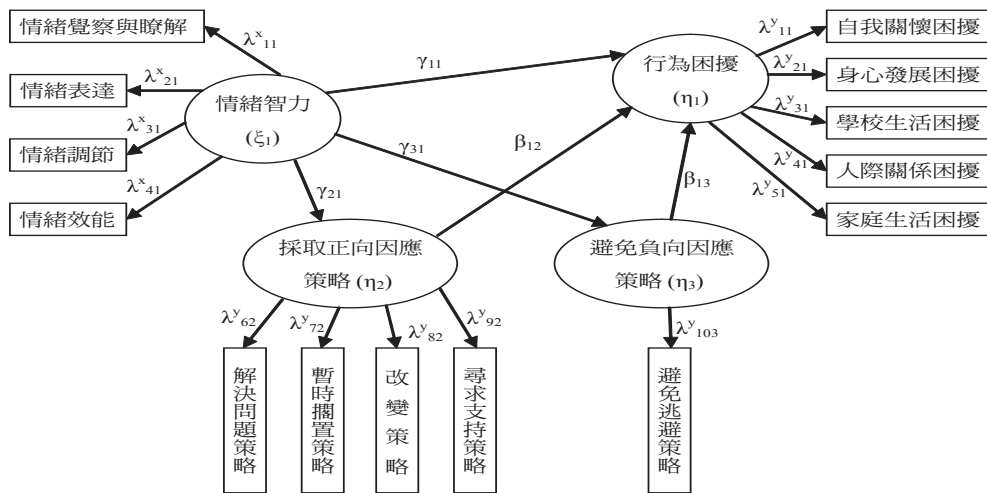 情緒覺察與瞭解
情緒表達
情緒調節
情緒效能
λˣ₁₁
λˣ₂₁
λˣ₃₁
λˣ₄₁
情緒智力
(ξ₁)
γ₁₁
γ₃₁
γ₂₁
β₁₂
β₁₃
行為困擾
(η₁)
λʸ₁₁
λʸ₂₁
λʸ₃₁
λʸ₄₁
λʸ₅₁
自我關懷困擾
身心發展困擾
學校生活困擾
人際關係困擾
家庭生活困擾
採取正向因應
策略(η₂)
避免負向因應
策略(η₃)
λʸ₆₂
λʸ₇₂
λʸ₈₂
λʸ₉₂
λʸ₁₀₃
解決問題策略
暫時擱置策略
改變策略
尋求支持策略
避免逃避策略